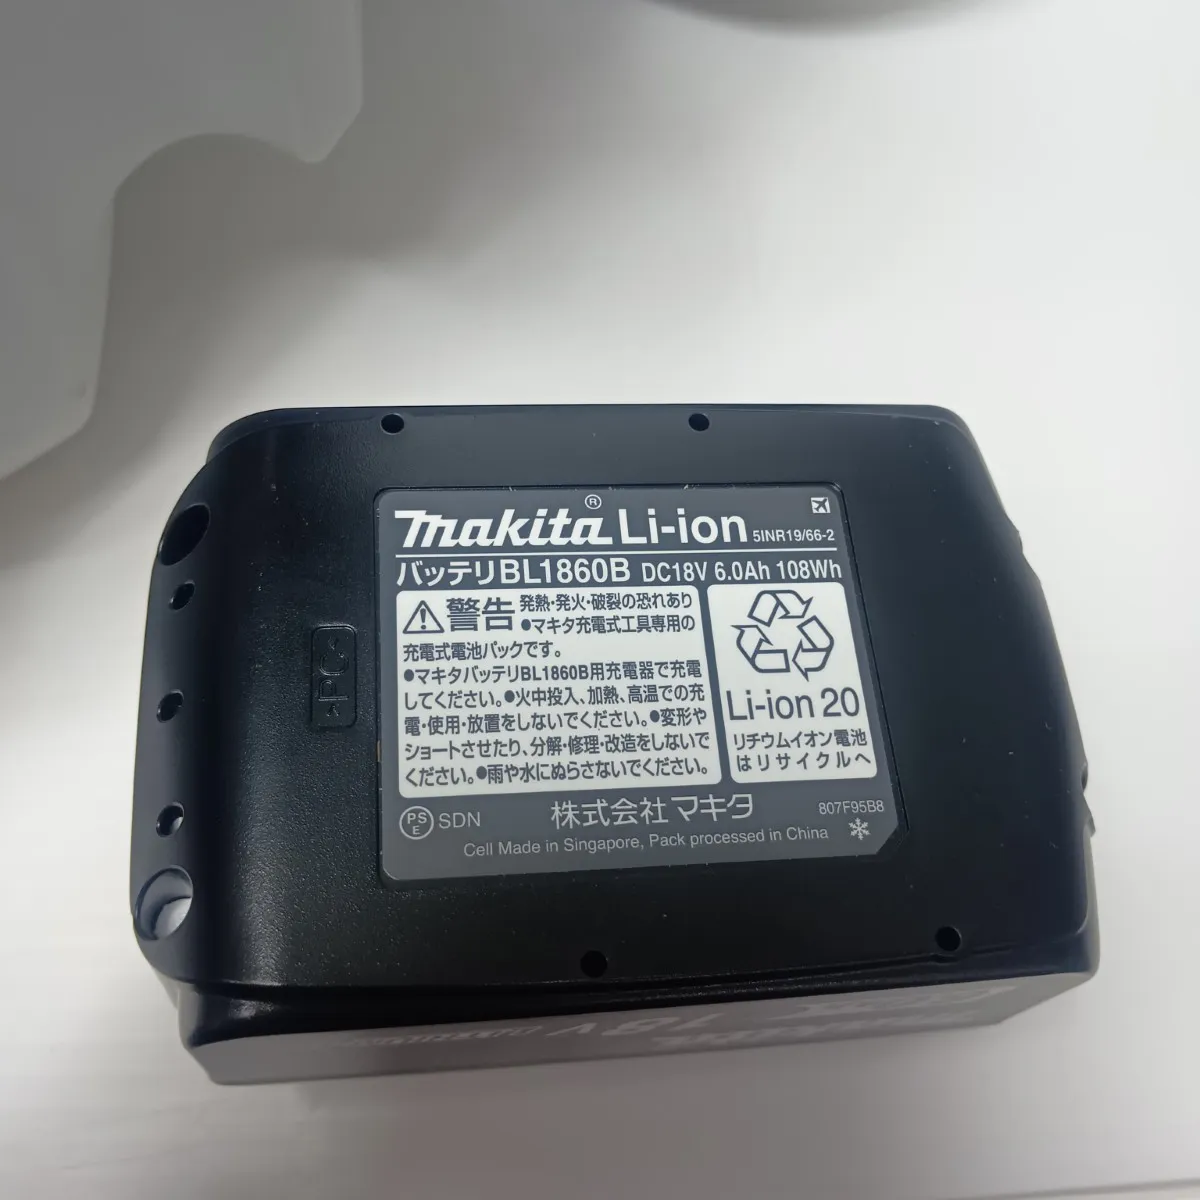 makita® Li-ion 5INR19/66-2
バッテリBL1860B DC18V 6.0Ah 108Wh
警告 発熱・発火・破裂の恐れあり
●マキタ充電式工具専用の
充電式電池パックです。
●マキタバッテリBL1860B用充電器で充電
してください。●火中投入、加熱、高温での充
電・使用・放置をしないでください。●変形や
ショートさせたり、分解・修理・改造をしないで
ください。●雨や水にぬらさないでください。
Li-ion 20
リチウムイオン電池
はリサイクルへ
PSE SDN
株式会社 マキタ
807F95B8
Cell Made in Singapore, Pack processed in China
>PC<
makita
18V